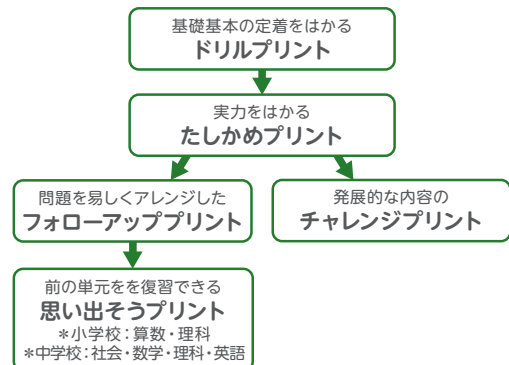 基礎基本の定着をはかる
ドリルプリント
実力をはかる
たしかめプリント
問題を易しくアレンジした
フォローアッププリント
発展的な内容の
チャレンジプリント
前の単元をを復習できる
思い出そうプリント
＊小学校：算数・理科
＊中学校：社会・数学・理科・英語